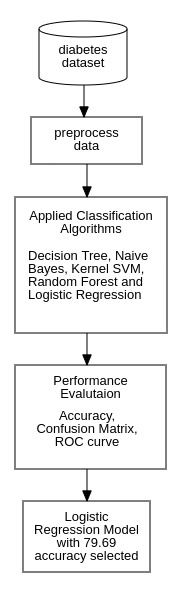 diabetes
dataset
preprocess
data
Applied Classification
Algorithms
Decision Tree, Naive
Bayes, Kernel SVM,
Random Forest and
Logistic Regression
Performance
Evalutaion
Accuracy,
Confusion Matrix,
ROC curve
Logistic
Regression Model
with 79.69
accuracy selected